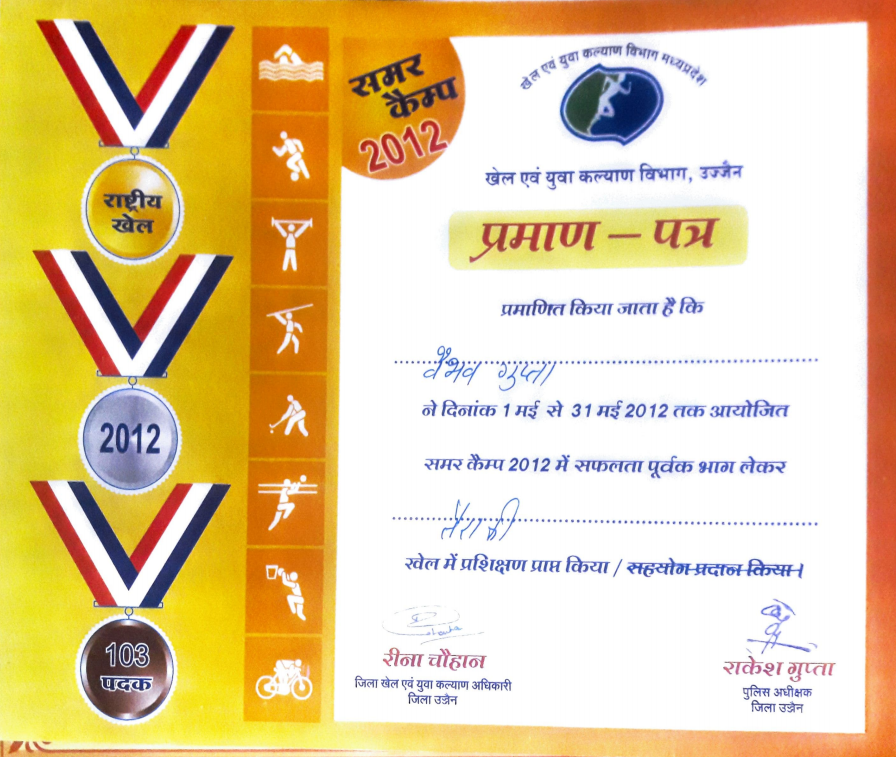 समर
कैम्प
2012
खेल एवं युवा कल्याण विभाग मध्यप्रदेश
खेल एवं युवा कल्याण विभाग, उज्जैन
प्रमाण – पत्र
प्रमाणित किया जाता है कि
वैभव गुप्ता
ने दिनांक 1 मई से 31 मई 2012 तक आयोजित
समर कैम्प 2012 में सफलता पूर्वक भाग लेकर
तैराकी
खेल में प्रशिक्षण प्राप्त किया / सहयोग प्रदान किया।
रीना चौहान
जिला खेल एवं युवा कल्याण अधिकारी
जिला उज्जैन
राकेश गुप्ता
पुलिस अधीक्षक
जिला उज्जैन
राष्ट्रीय
खेल
2012
103
पदक